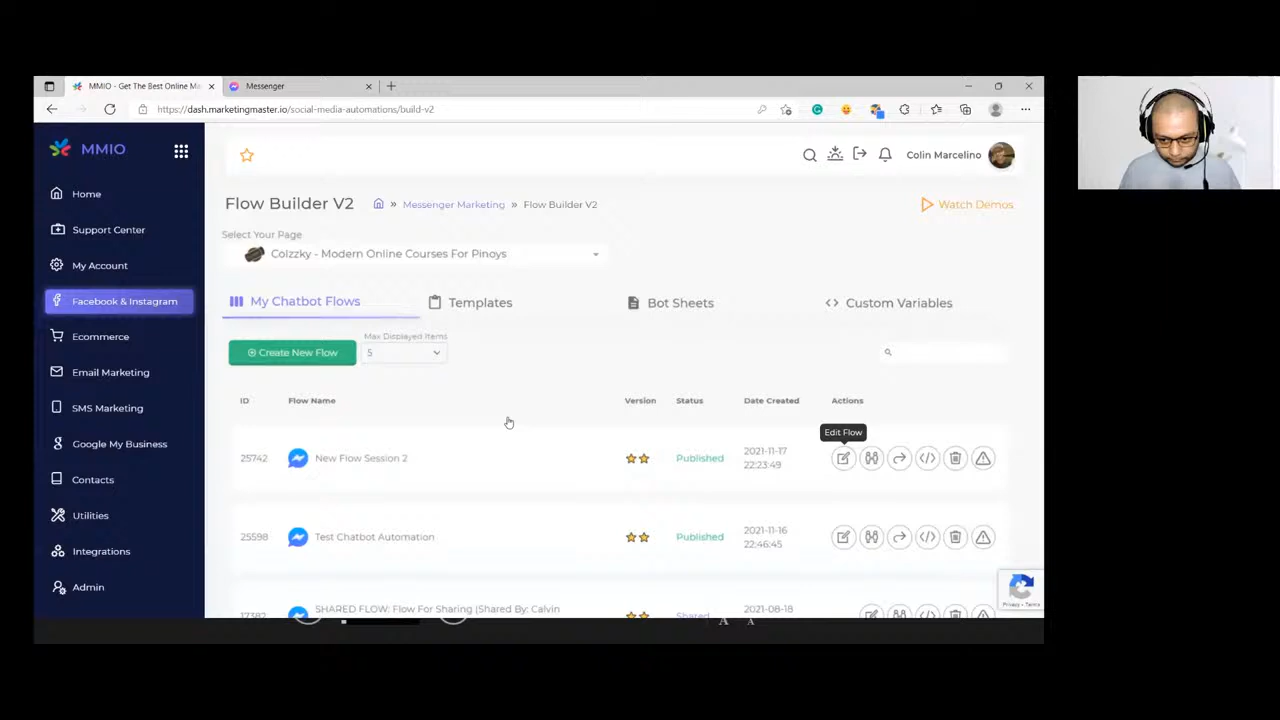 MMIO - Get The Best Online Ma
Messenger
https://dash.marketingmaster.io/social-media-automations/build-v2
MMIO
Colin Marcelino
Home
Support Center
My Account
Facebook & Instagram
Ecommerce
Email Marketing
SMS Marketing
Google My Business
Contacts
Utilities
Integrations
Admin
Flow Builder V2
» Messenger Marketing » Flow Builder V2
Watch Demos
Select Your Page
Colzzky - Modern Online Courses For Pinoys
My Chatbot Flows
Templates
Bot Sheets
Custom Variables
Create New Flow
Max Displayed Items
5
ID Flow Name Version Status Date Created Actions
Edit Flow
25742 New Flow Session 2 Published 2021-11-17
22:23:49
25598 Test Chatbot Automation Published 2021-11-16
22:46:45
17382 SHARED FLOW: Flow For Sharing (Shared By: Calvin Shared 2021-08-18
Privacy - Terms
A A